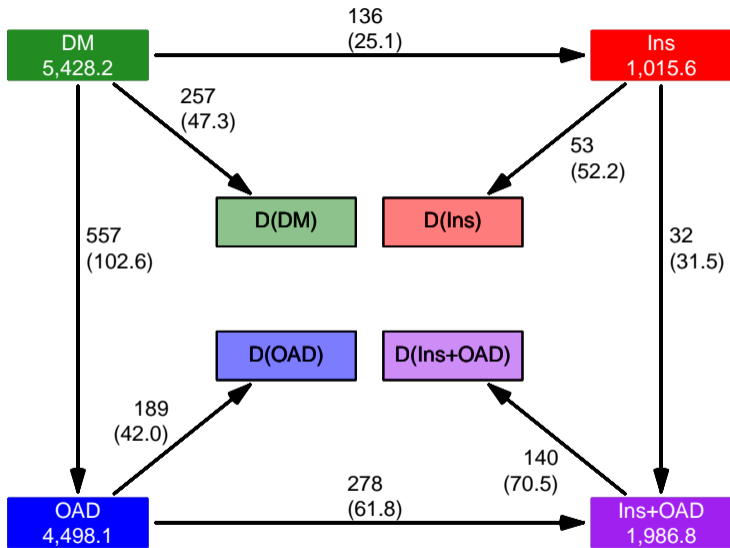 136
(25.1)
DM
5,428.2
Ins
1,015.6
257
(47.3)
53
(52.2)
D(DM)
D(Ins)
557
(102.6)
32
(31.5)
D(OAD)
D(Ins+OAD)
189
(42.0)
140
(70.5)
278
(61.8)
OAD
4,498.1
Ins+OAD
1,986.8